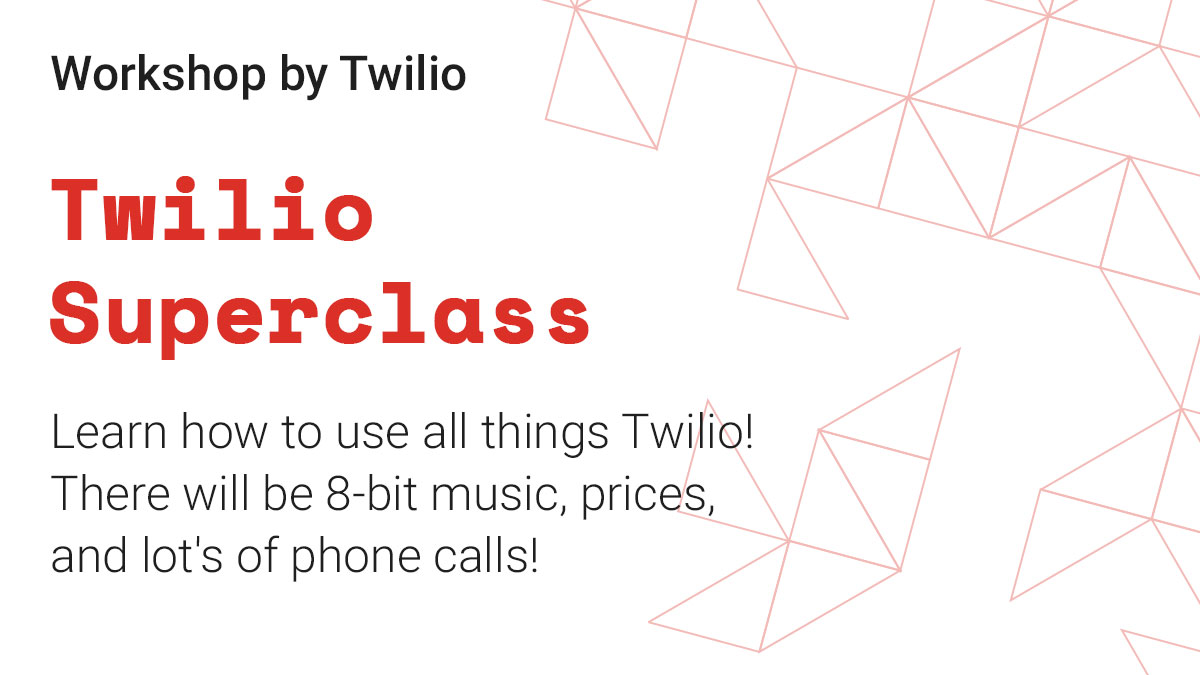 Workshop by Twilio
Twilio
Superclass
Learn how to use all things Twilio!
There will be 8-bit music, prices,
and lot's of phone calls!